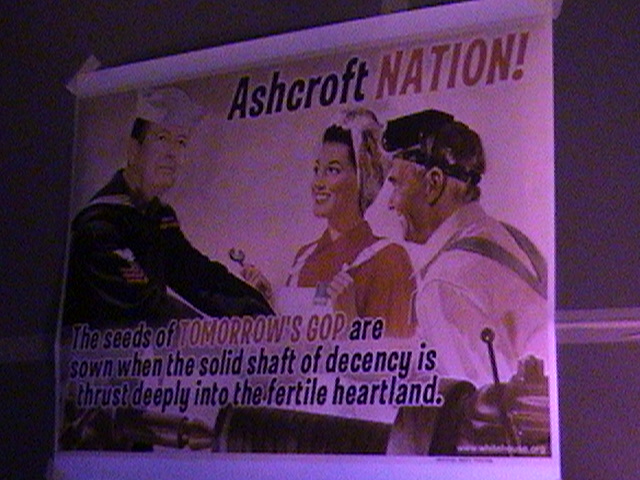 Ashcroft NATION!
The seeds of TOMORROW'S GOP are
sown when the solid shaft of decency is
thrust deeply into the fertile heartland.
www.whitehouse.org